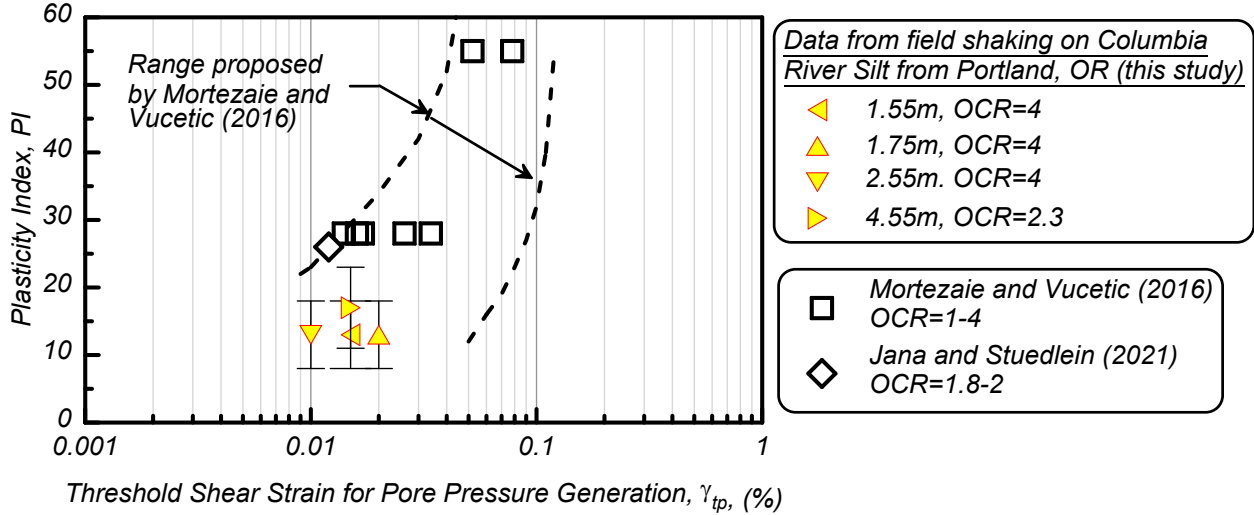 60
50
40
30
20
10
0
Plasticity Index, PI
0.001
0.01
0.1
1
Threshold Shear Strain for Pore Pressure Generation, γtp, (%)
Range proposed
by Mortezaie and
Vucetic (2016)
Data from field shaking on Columbia
River Silt from Portland, OR (this study)
1.55m, OCR=4
1.75m, OCR=4
2.55m. OCR=4
4.55m, OCR=2.3
Mortezaie and Vucetic (2016)
OCR=1-4
Jana and Stuedlein (2021)
OCR=1.8-2